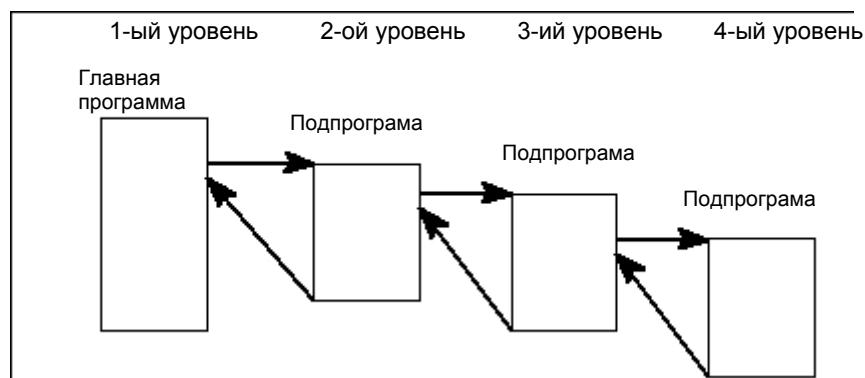 1-ый уровень 2-ой уровень 3-ий уровень 4-ый уровень
Главная
программа
Подпрограма
Подпрограма
Подпрограма